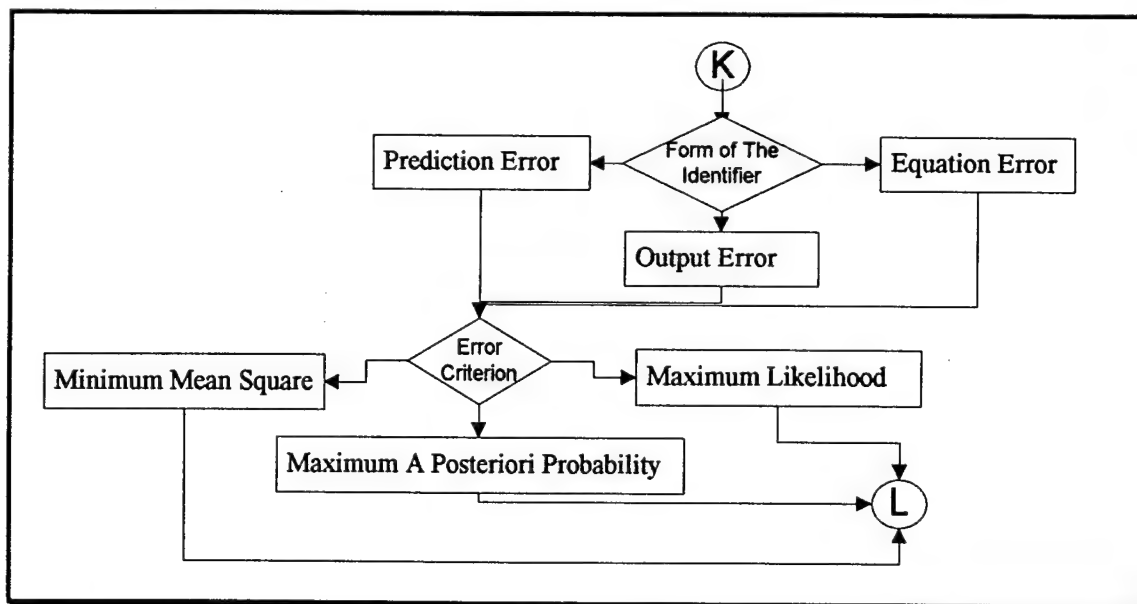 K
Form of The
Identifier
Prediction Error
Equation Error
Output Error
Error
Criterion
Minimum Mean Square
Maximum Likelihood
Maximum A Posteriori Probability
L